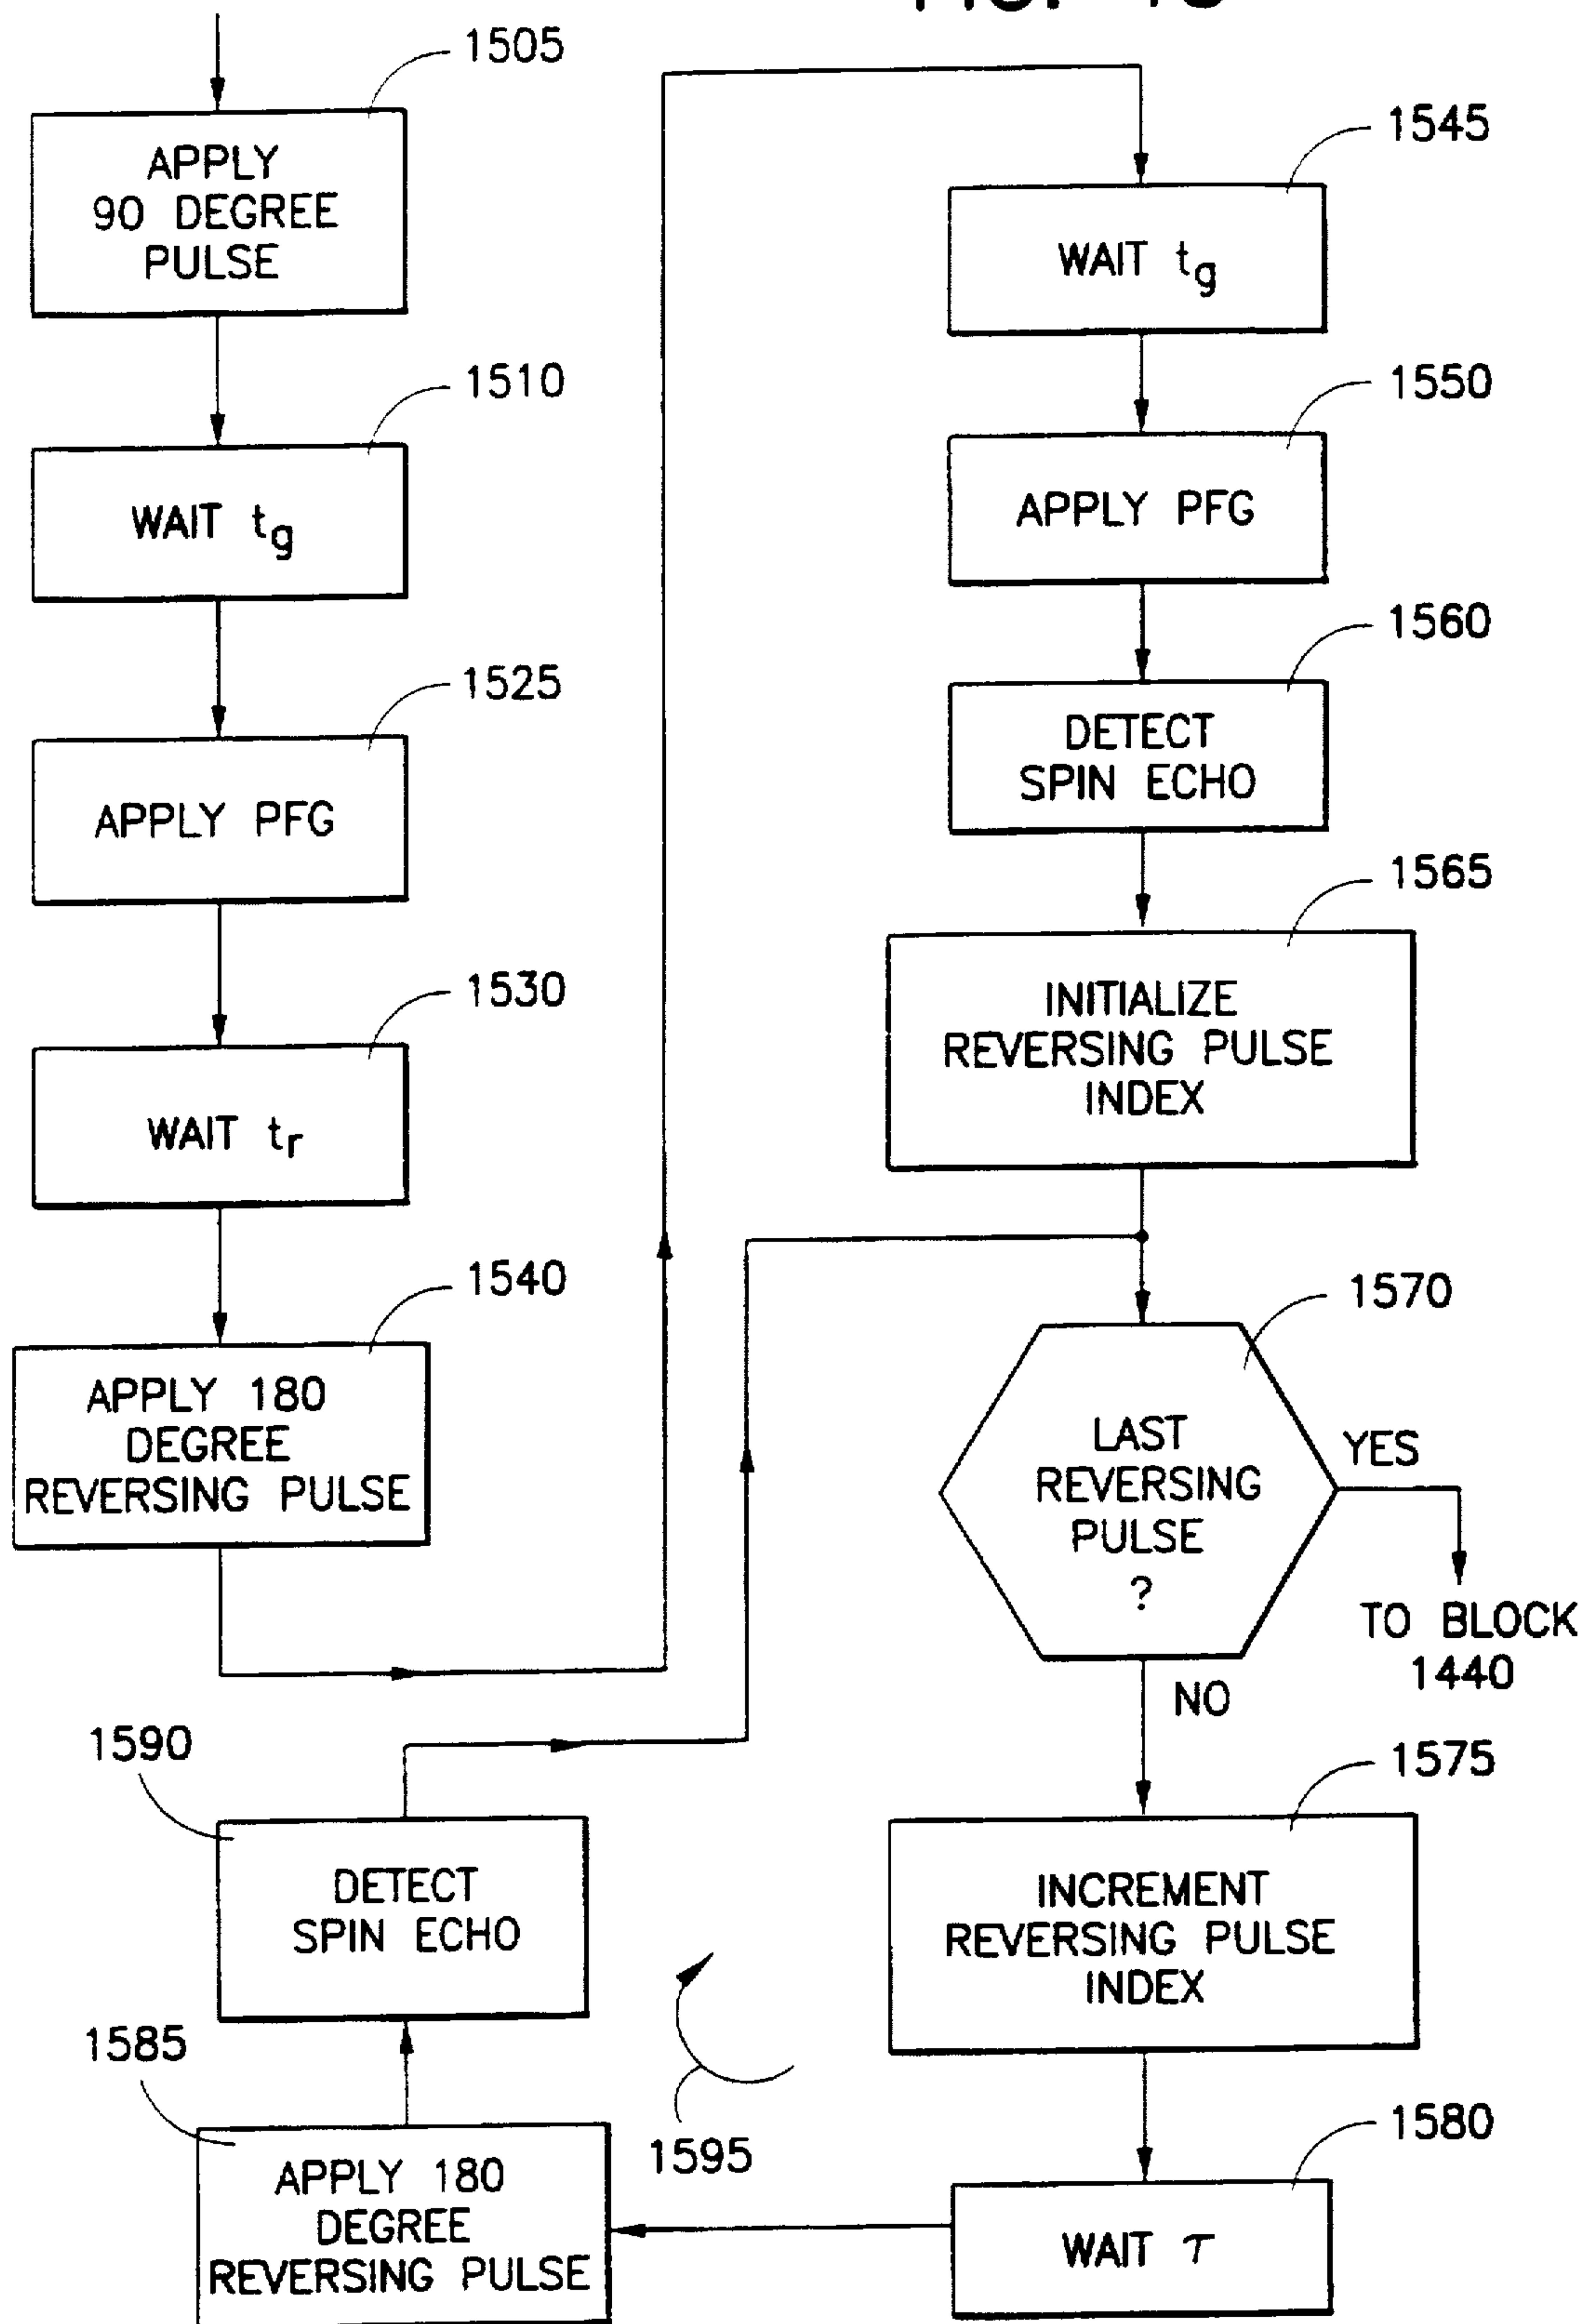 1505
APPLY
90 DEGREE
PULSE
1510
WAIT tg
1525
APPLY PFG
1530
WAIT tr
1540
APPLY 180
DEGREE
REVERSING PULSE
1545
WAIT tg
1550
APPLY PFG
1560
DETECT
SPIN ECHO
1565
INITIALIZE
REVERSING PULSE
INDEX
1570
LAST
REVERSING
PULSE
?
YES
TO BLOCK
1440
NO
1575
INCREMENT
REVERSING PULSE
INDEX
1580
WAIT τ
1585
APPLY 180
DEGREE
REVERSING PULSE
1590
DETECT
SPIN ECHO
1595